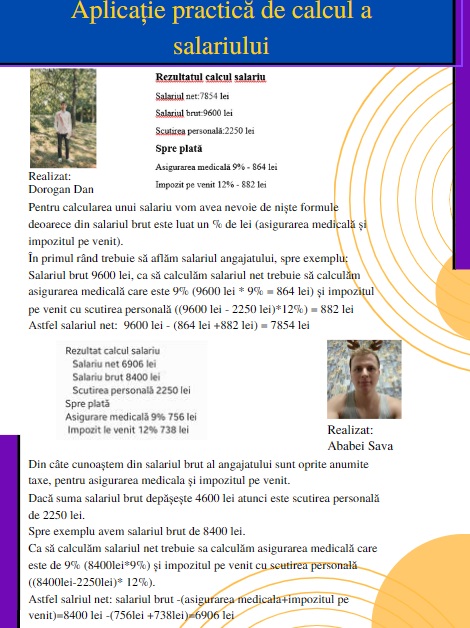 Aplicație practică de calcul a
salariului
Rezultatul calcul salariu
Salariul net:7854 lei
Salariul brut:9600 lei
Scutirea personală:2250 lei
Spre plată
Asigurarea medicală 9% - 864 lei
Impozit pe venit 12% - 882 lei
Realizat:
Dorogan Dan
Pentru calcularea unui salariu vom avea nevoie de niște formule
deoarece din salariul brut este luat un % de lei (asigurarea medicală și
impozitul pe venit).
În primul rând trebuie să aflăm salariul angajatului, spre exemplu:
Salariul brut 9600 lei, ca să calculăm salariul net trebuie să calculăm
asigurarea medicală care este 9% (9600 lei * 9% = 864 lei) și impozitul
pe venit cu scutirea personală ((9600 lei - 2250 lei)*12%) = 882 lei
Astfel salariul net: 9600 lei - (864 lei +882 lei) = 7854 lei
Rezultat calcul salariu
Salariu net 6906 lei
Salariu brut 8400 lei
Scutirea personală 2250 lei
Spre plată
Asigurare medicală 9% 756 lei
Impozit le venit 12% 738 lei
Realizat:
Ababei Sava
Din câte cunoaștem din salariul brut al angajatului sunt oprite anumite
taxe, pentru asigurarea medicala și impozitul pe venit.
Dacă suma salariul brut depășește 4600 lei atunci este scutirea personală
de 2250 lei.
Spre exemplu avem salariul brut de 8400 lei.
Ca să calculăm salariul net trebuie sa calculăm asigurarea medicală care
este de 9% (8400lei*9%) și impozitul pe venit cu scutirea personală
((8400lei-2250lei)* 12%).
Astfel salriul net: salariul brut -(asigurarea medicala+impozitul pe
venit)=8400 lei -(756lei +738lei)=6906 lei